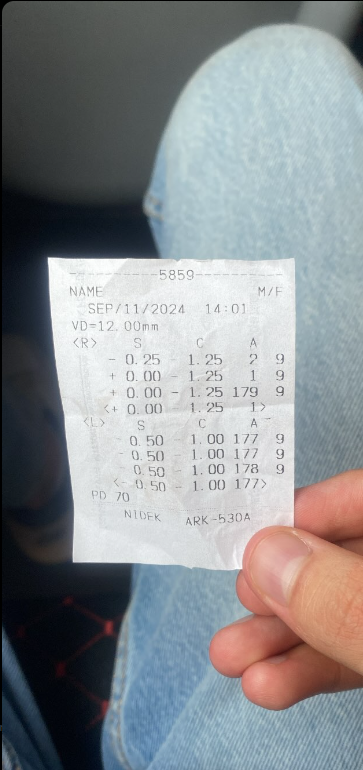 -----------5859-----------
NAME M/F
SEP/11/2024 14:01
VD=12.00mm
<R> S C A
- 0.25 - 1.25 2 9
+ 0.00 - 1.25 1 9
+ 0.00 - 1.25 179 9
<+ 0.00 - 1.25 1>
<L> S C A
- 0.50 - 1.00 177 9
- 0.50 - 1.00 177 9
- 0.50 - 1.00 178 9
<- 0.50 - 1.00 177>
PD 70
NIDEK ARK-530A